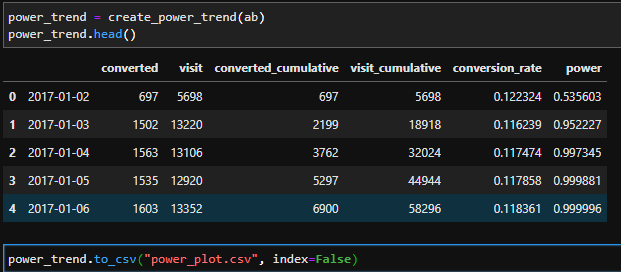 power_trend = create_power_trend(ab)
power_trend.head()
converted visit converted_cumulative visit_cumulative conversion_rate power
0 2017-01-02 697 5698 697 5698 0.122324 0.535603
1 2017-01-03 1502 13220 2199 18918 0.116239 0.952227
2 2017-01-04 1563 13106 3762 32024 0.117474 0.997345
3 2017-01-05 1535 12920 5297 44944 0.117858 0.999881
4 2017-01-06 1603 13352 6900 58296 0.118361 0.999996
power_trend.to_csv("power_plot.csv", index=False)